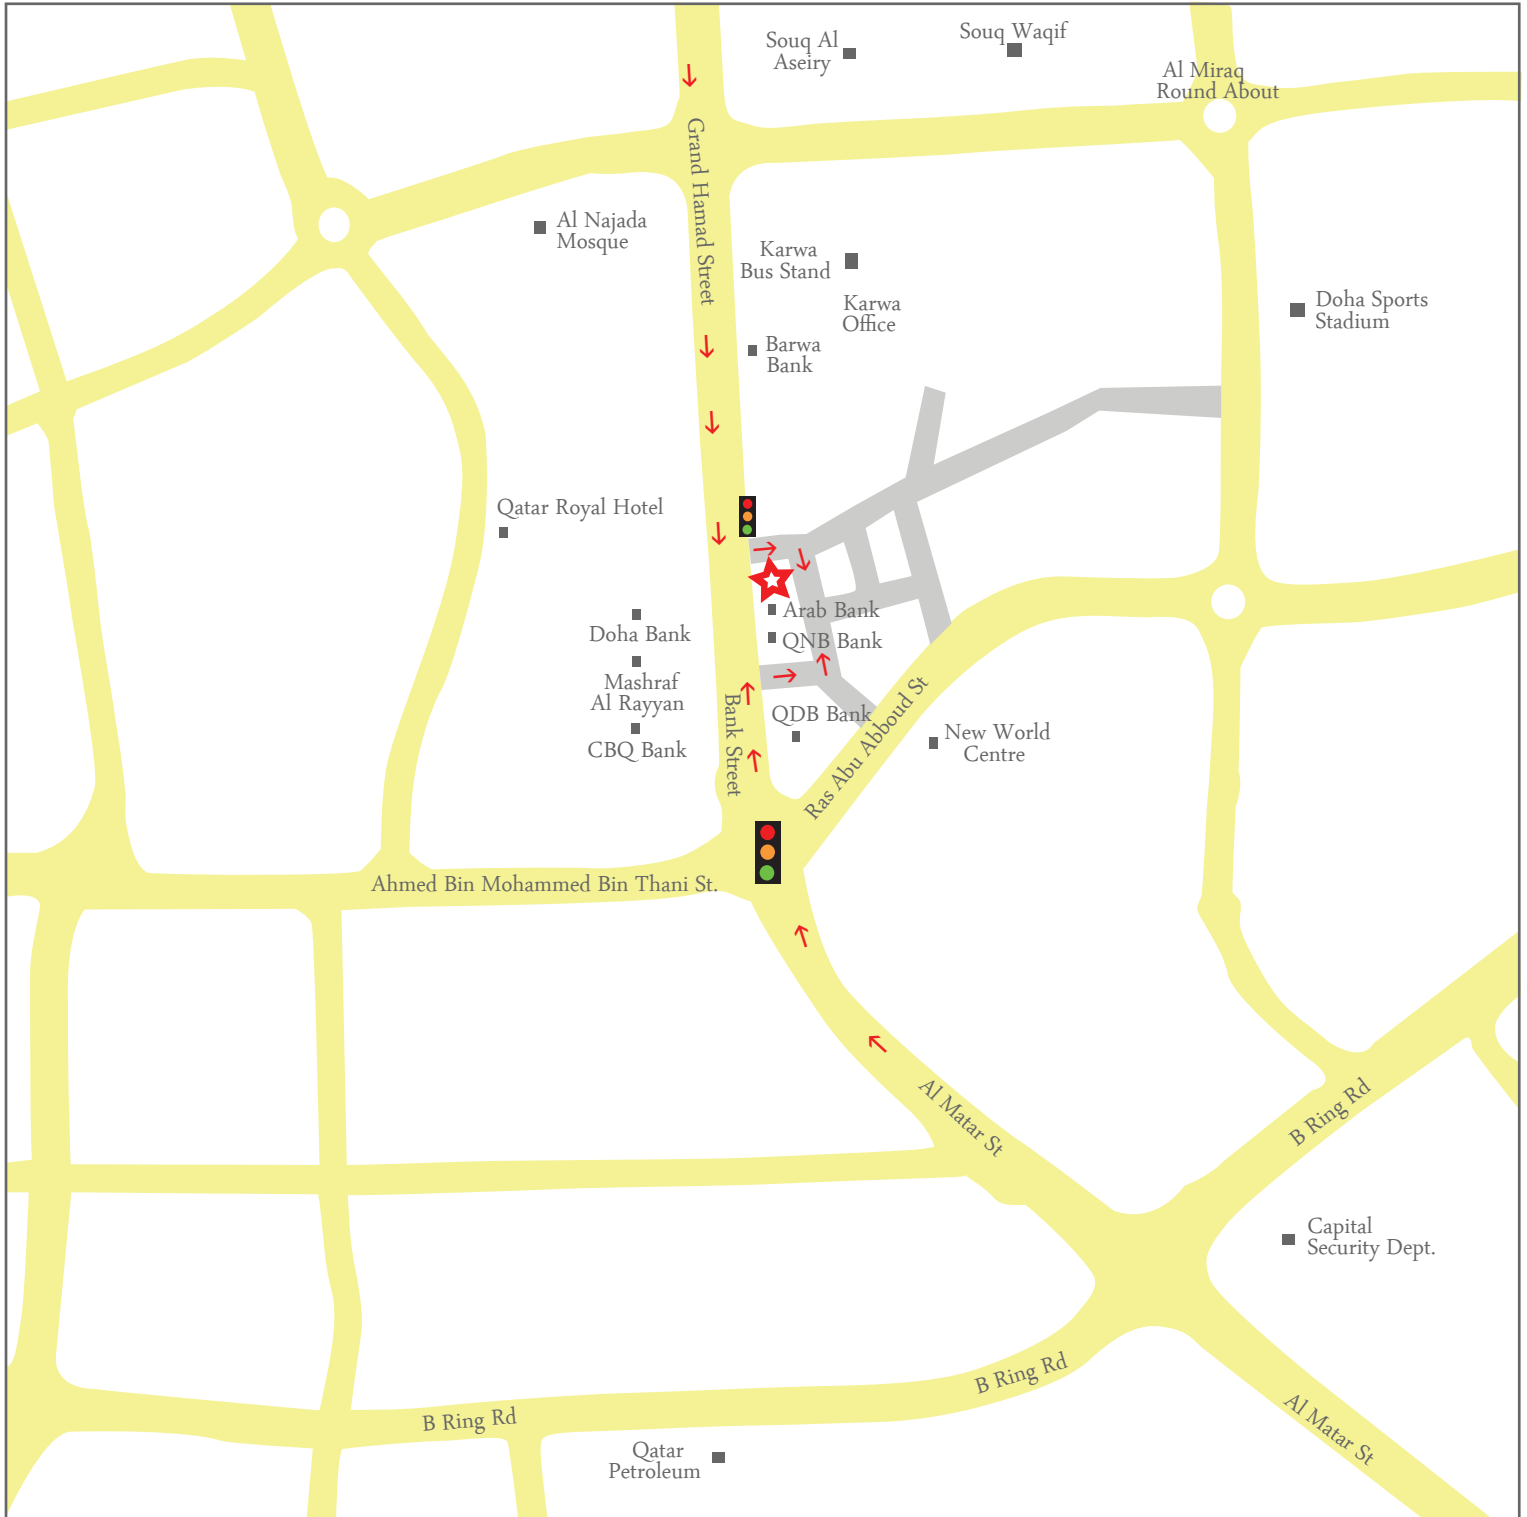 Souq Al
Aseiry
Souq Waqif
Al Miraq
Round About
Grand Hamad Street
Al Najada
Mosque
Karwa
Bus Stand
Karwa
Office
Doha Sports
Stadium
Barwa
Bank
Qatar Royal Hotel
Arab Bank
QNB Bank
Doha Bank
Mashraf
Al Rayyan
CBQ Bank
Bank Street
QDB Bank
Ras Abu Abboud St
New World
Centre
Ahmed Bin Mohammed Bin Thani St.
Al Matar St
B Ring Rd
Capital
Security Dept.
B Ring Rd
B Ring Rd
Al Matar St
Qatar
Petroleum